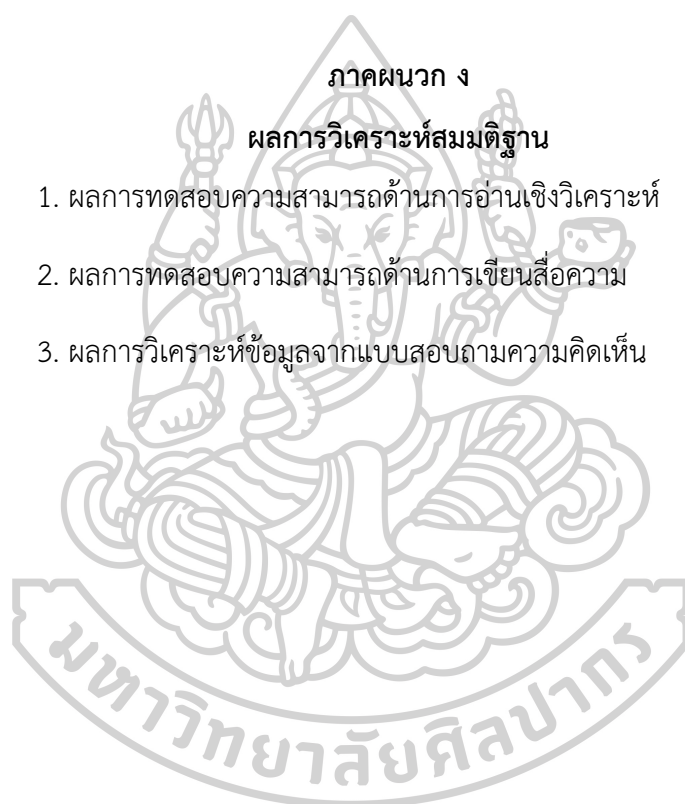 ภาคผนวก ง
ผลการวิเคราะห์สมมติฐาน
1. ผลการทดสอบความสามารถด้านการอ่านเชิงวิเคราะห์
2. ผลการทดสอบความสามารถด้านการเขียนสื่อความ
3. ผลการวิเคราะห์ข้อมูลจากแบบสอบถามความคิดเห็น
มหาวิทยาลัยศิลปากร